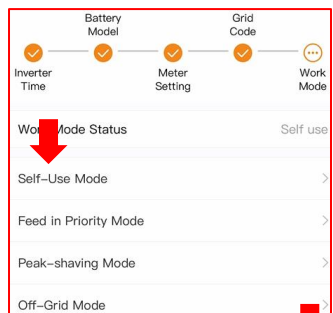 Battery
Model
Grid
Code
Inverter
Time
Meter
Setting
Work
Mode
Work Mode Status Self use
Self-Use Mode
Feed in Priority Mode
Peak-shaving Mode
Off-Grid Mode